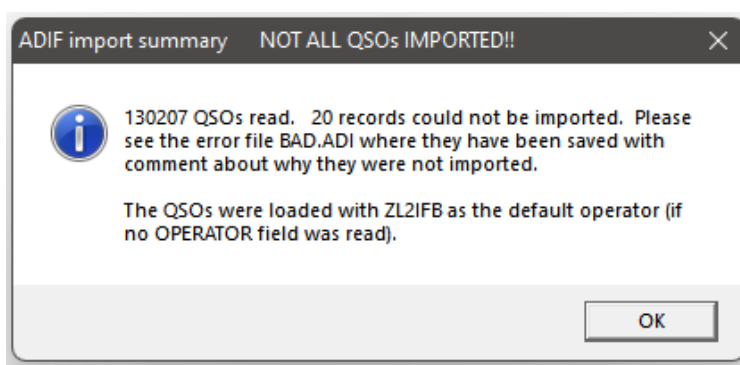 ADIF import summary NOT ALL QSOs IMPORTED!!
130207 QSOs read. 20 records could not be imported. Please
see the error file BAD.ADI where they have been saved with
comment about why they were not imported.
The QSOs were loaded with ZL2IFB as the default operator (if
no OPERATOR field was read).
OK